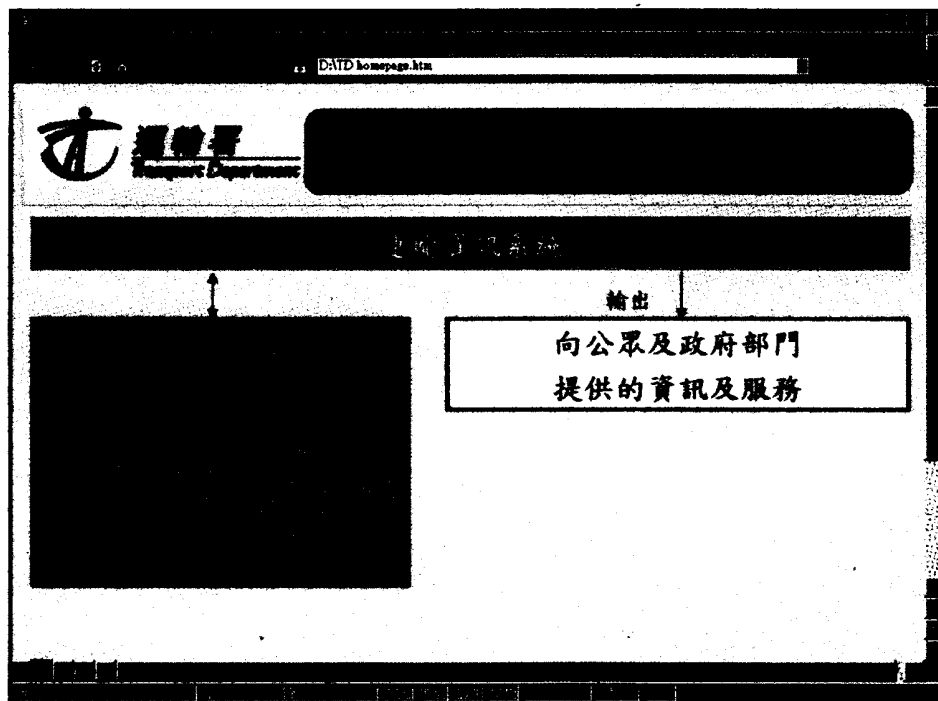 D:\TD homepage.htm
運輸署
Transport Department
輸出
向公眾及政府部門
提供的資訊及服務